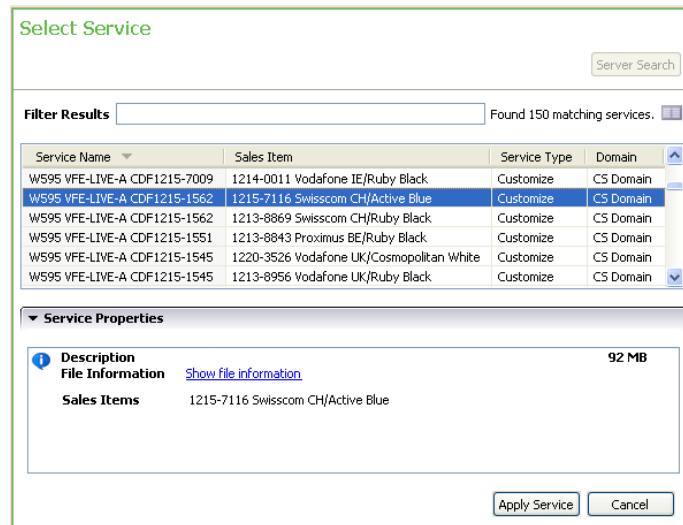 Select Service
Server Search
Filter Results Found 150 matching services.
Service Name Sales Item Service Type Domain
W595 VFE-LIVE-A CDF1215-7009 1214-0011 Vodafone IE/Ruby Black Customize CS Domain
W595 VFE-LIVE-A CDF1215-1562 1215-7116 Swisscom CH/Active Blue Customize CS Domain
W595 VFE-LIVE-A CDF1215-1562 1213-8869 Swisscom CH/Ruby Black Customize CS Domain
W595 VFE-LIVE-A CDF1215-1551 1213-8843 Proximus BE/Ruby Black Customize CS Domain
W595 VFE-LIVE-A CDF1215-1545 1220-3526 Vodafone UK/Cosmopolitan White Customize CS Domain
W595 VFE-LIVE-A CDF1215-1545 1213-8956 Vodafone UK/Ruby Black Customize CS Domain
Service Properties
Description 92 MB
File Information Show file information
Sales Items 1215-7116 Swisscom CH/Active Blue
Apply Service Cancel